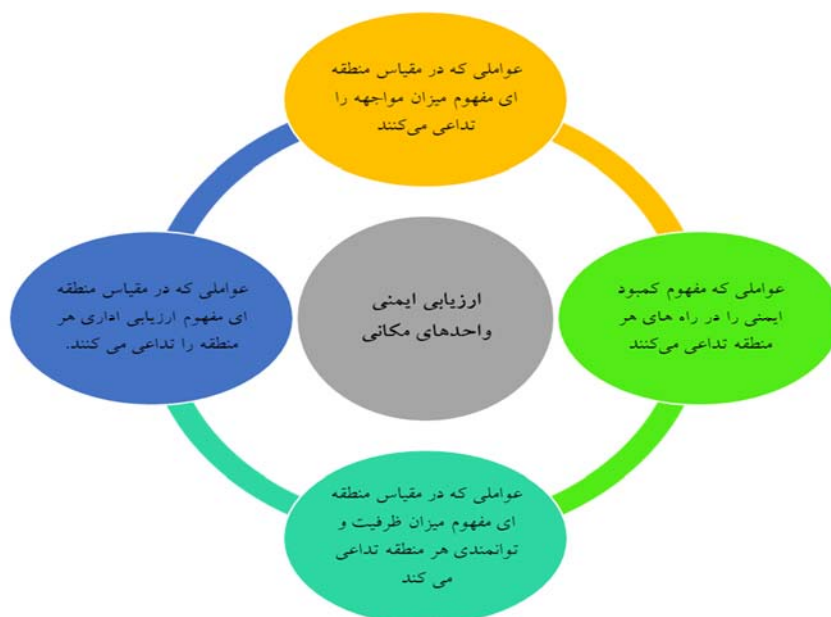 عواملی که در مقیاس منطقه
ای مفهوم میزان مواجهه را
تداعی می‌کنند
عواملی که مفهوم کمبود
ایمنی را در راه های هر
منطقه تداعی می‌کنند
ارزیابی ایمنی
واحدهای مکانی
عواملی که در مقیاس منطقه
ای مفهوم ارزیابی اداری هر
منطقه را تداعی می کنند.
عواملی که در مقیاس منطقه
ای مفهوم میزان ظرفیت و
توانمندی هر منطقه تداعی
می کند